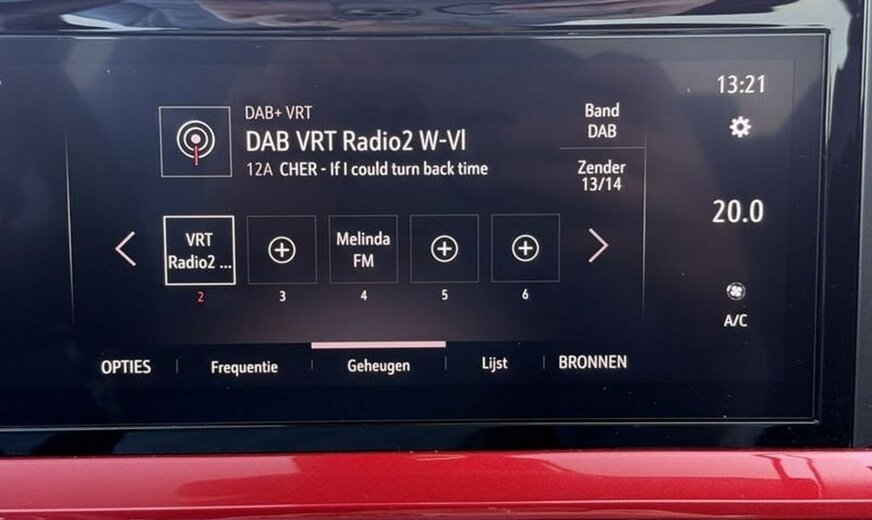 13:21
DAB+ VRT
DAB VRT Radio2 W-Vl
12A CHER - If I could turn back time
Band
DAB
Zender
13/14
20.0
VRT
Radio2 ...
Melinda
FM
2
3
4
5
6
A/C
OPTIES
Frequentie
Geheugen
Lijst
BRONNEN